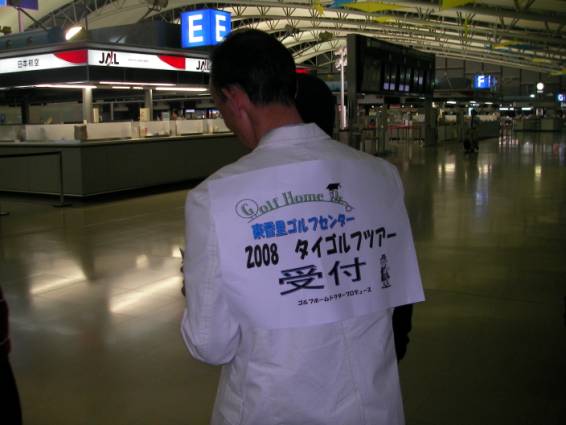 E E
日本航空
JAL
E
Golf Home Dr.
東雲里ゴルフセンター
2008 タイゴルフツアー
受付
ゴルフホームドクタープロデュース